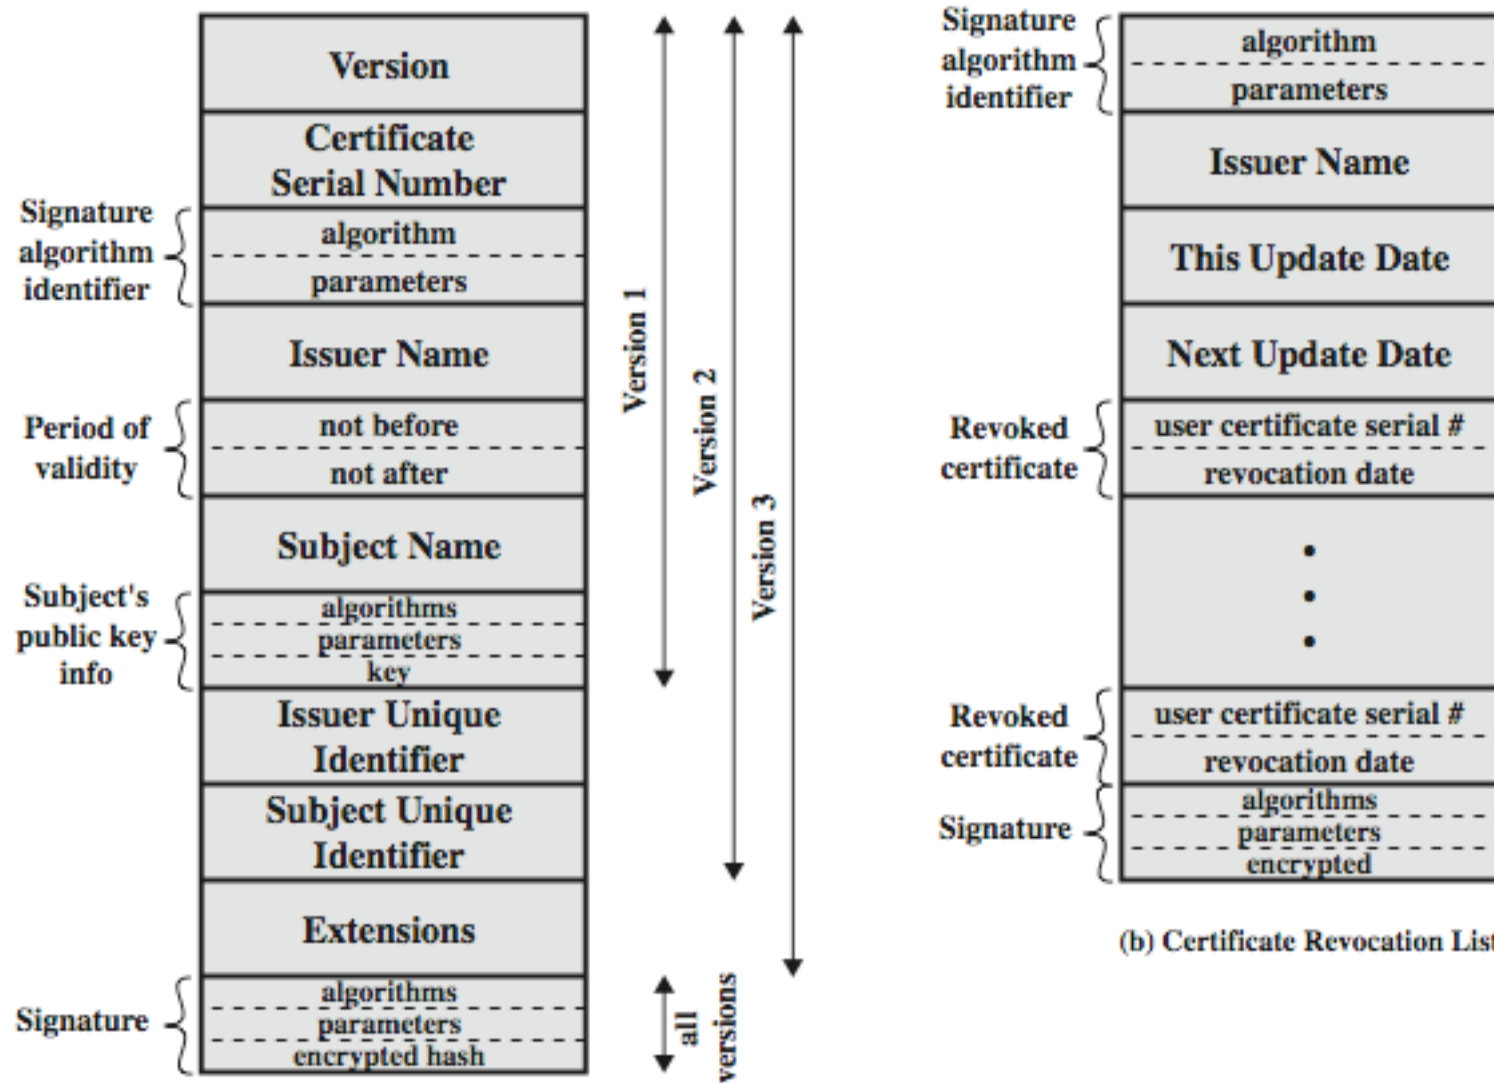 Version
Certificate
Serial Number
Signature
algorithm
identifier
algorithm
parameters
Issuer Name
Period of
validity
not before
not after
Subject Name
Subject's
public key
info
algorithms
parameters
key
Issuer Unique
Identifier
Subject Unique
Identifier
Extensions
Signature
algorithms
parameters
encrypted hash
Version 1
Version 2
Version 3
all
versions
Signature
algorithm
identifier
algorithm
parameters
Issuer Name
This Update Date
Next Update Date
Revoked
certificate
user certificate serial #
revocation date
Revoked
certificate
user certificate serial #
revocation date
Signature
algorithms
parameters
encrypted
(b) Certificate Revocation List